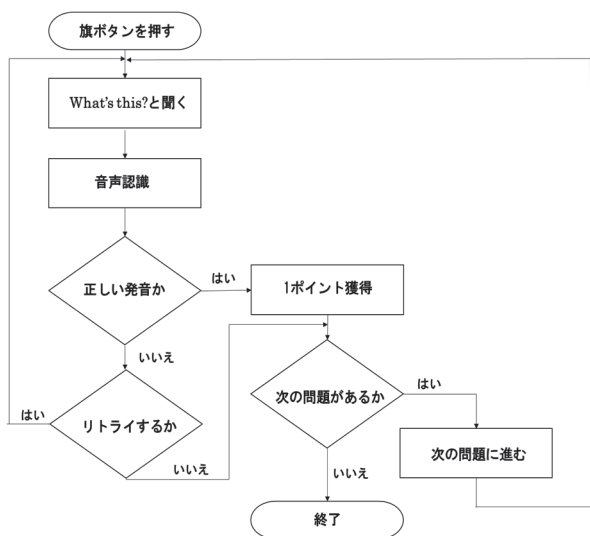 旗ボタンを押す
What's this?と聞く
音声認識
正しい発音か
はい
1ポイント獲得
いいえ
次の問題があるか
はい
はい
リトライするか
いいえ
次の問題に進む
いいえ
終了